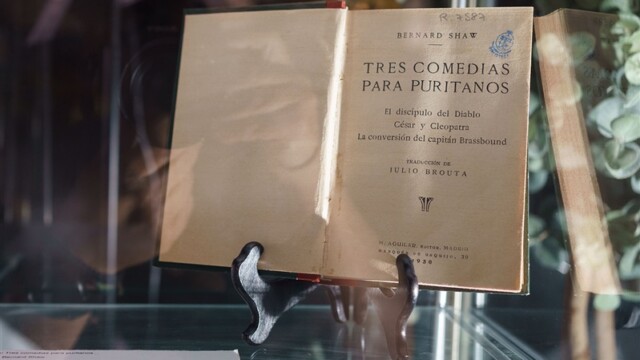 R-7587
BERNARD SHAW
TRES COMEDIAS
PARA PURITANOS
El discípulo del Diablo
César y Cleopatra
La conversión del capitán Brassbound
TRADUCCIÓN DE
JULIO BROUTA
M. AGUILAR, EDITOR, MADRID